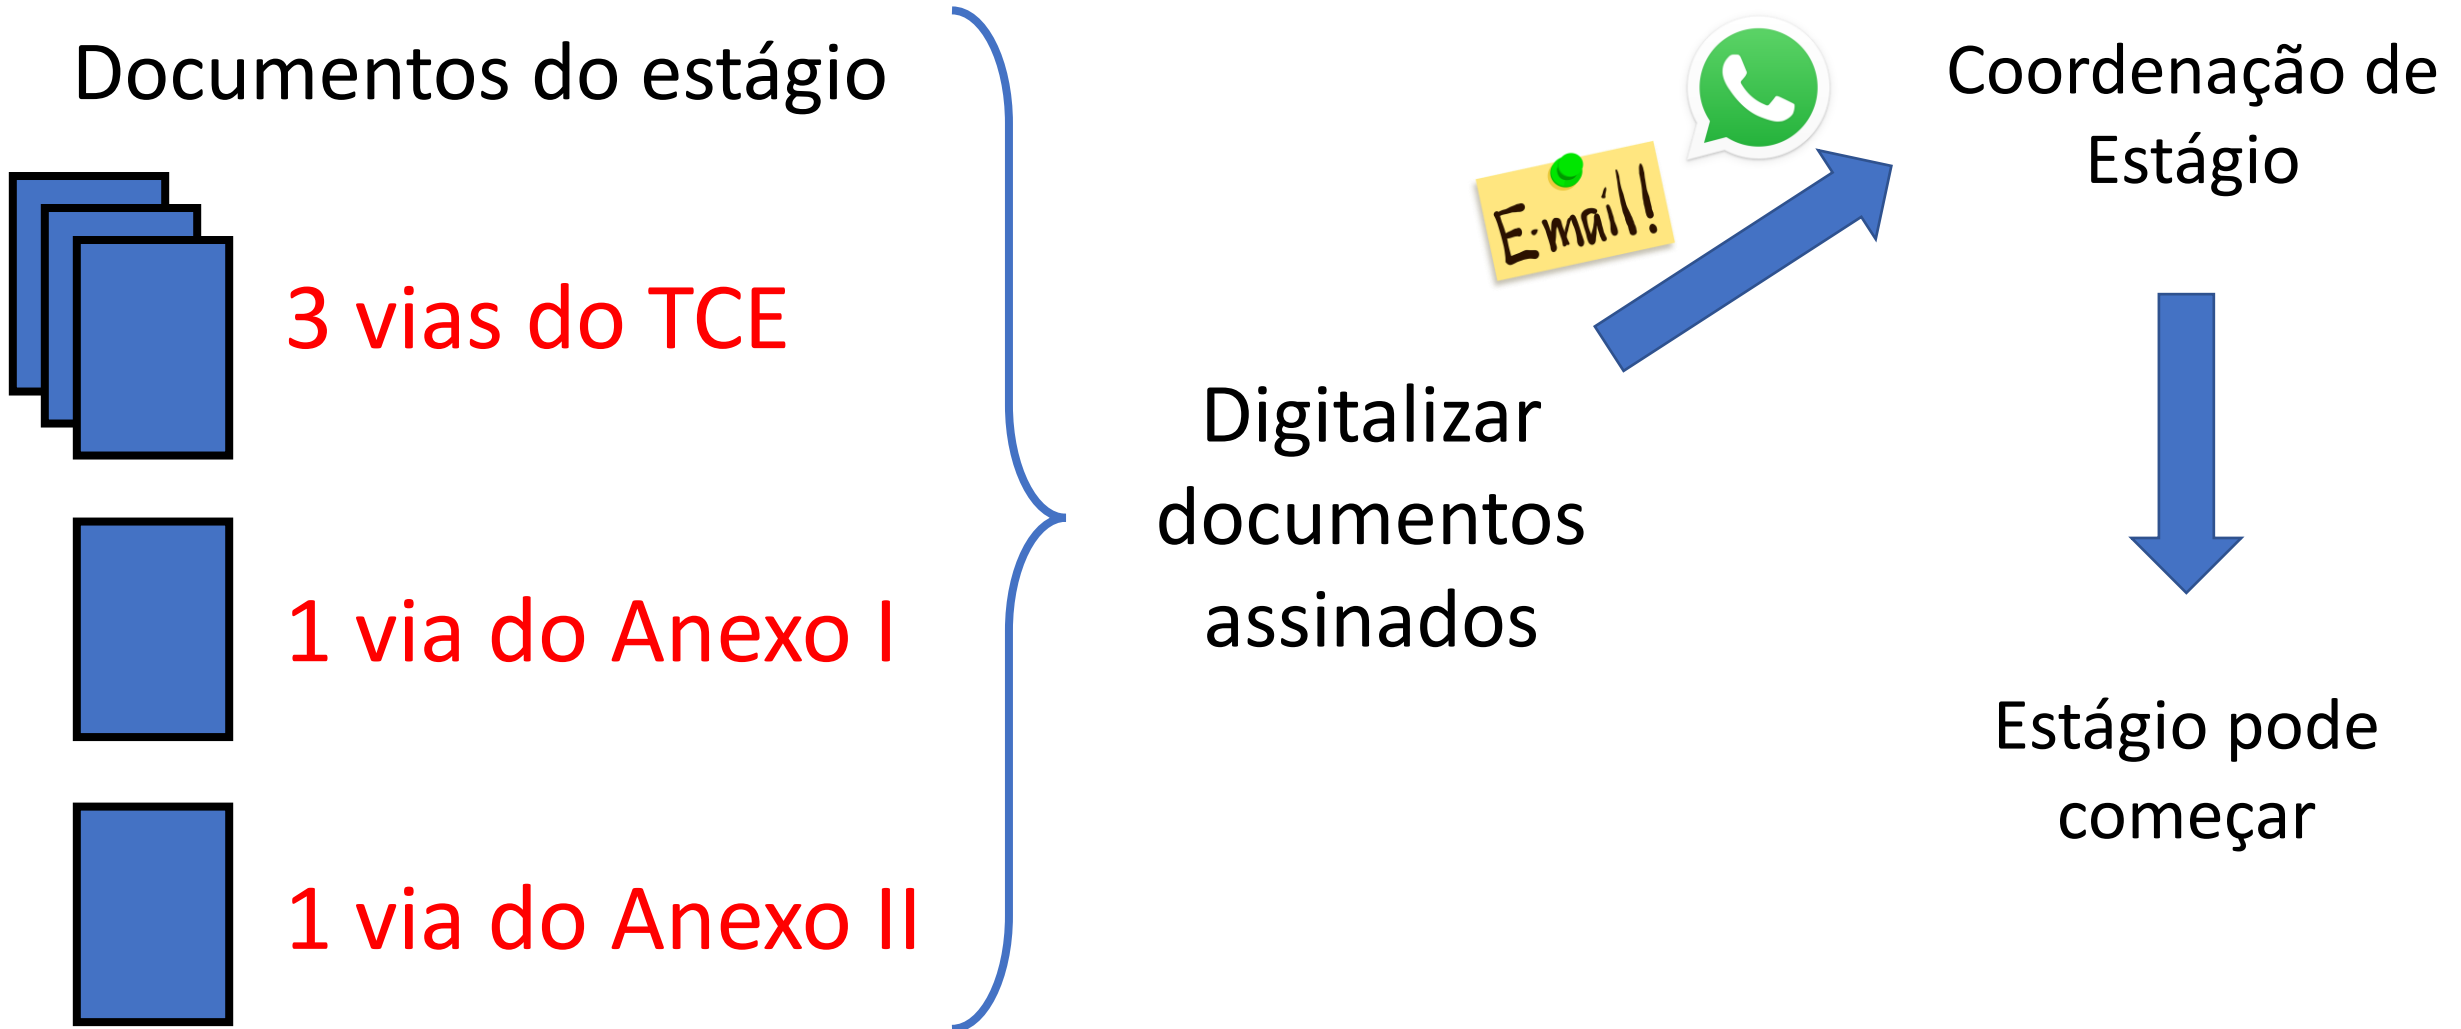 Documentos do estágio
3 vias do TCE
1 via do Anexo I
1 via do Anexo II
Digitalizar
documentos
assinados
E-mail!
Coordenação de
Estágio
Estágio pode
começar